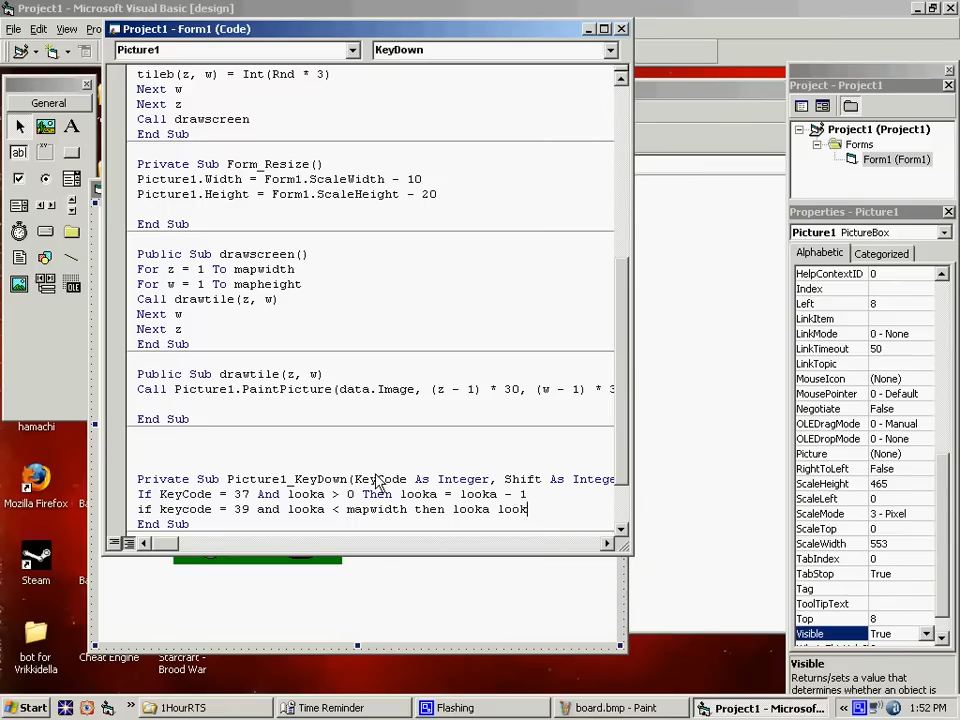 Project1 - Microsoft Visual Basic [design]
File Edit View
Project1 - Form1 (Code)
Picture1
KeyDown
General
tileb(z, w) = Int(Rnd * 3)
Next w
Next z
Call drawscreen
End Sub
Private Sub Form_Resize()
Picture1.Width = Form1.ScaleWidth - 10
Picture1.Height = Form1.ScaleHeight - 20
End Sub
Public Sub drawscreen()
For z = 1 To mapwidth
For w = 1 To mapheight
Call drawtile(z, w)
Next w
Next z
End Sub
Public Sub drawtile(z, w)
Call Picture1.PaintPicture(data.Image, (z - 1) * 30, (w - 1) * 3
End Sub
Private Sub Picture1_KeyDown(KeyCode As Integer, Shift As Intege
If KeyCode = 37 And looka > 0 Then looka = looka - 1
if keycode = 39 and looka < mapwidth then looka look
End Sub
Project - Project1
Project1 (Project1)
Forms
Form1 (Form1)
Properties - Picture1
Picture1 PictureBox
Alphabetic Categorized
HelpContextID 0
Index
Left 8
LinkItem
LinkMode 0 - None
LinkTimeout 50
LinkTopic
MouseIcon (None)
MousePointer 0 - Default
Negotiate False
OLEDragMode 0 - Manual
OLEDropMode 0 - None
Picture (None)
RightToLeft False
ScaleHeight 465
ScaleLeft 0
ScaleMode 3 - Pixel
ScaleTop 0
ScaleWidth 553
TabIndex 0
TabStop True
Tag
ToolTipText
Top 8
Visible True
Visible
Returns/sets a value that
determines whether an object is
hamachi
Mozilla Firefox
Steam
bot for
Vrikkidella
Cheat Engine
Starcraft -
Brood War
Start
1HourRTS
Time Reminder
Flashing
board.bmp - Paint
Project1 - Microsof...
1:52 PM